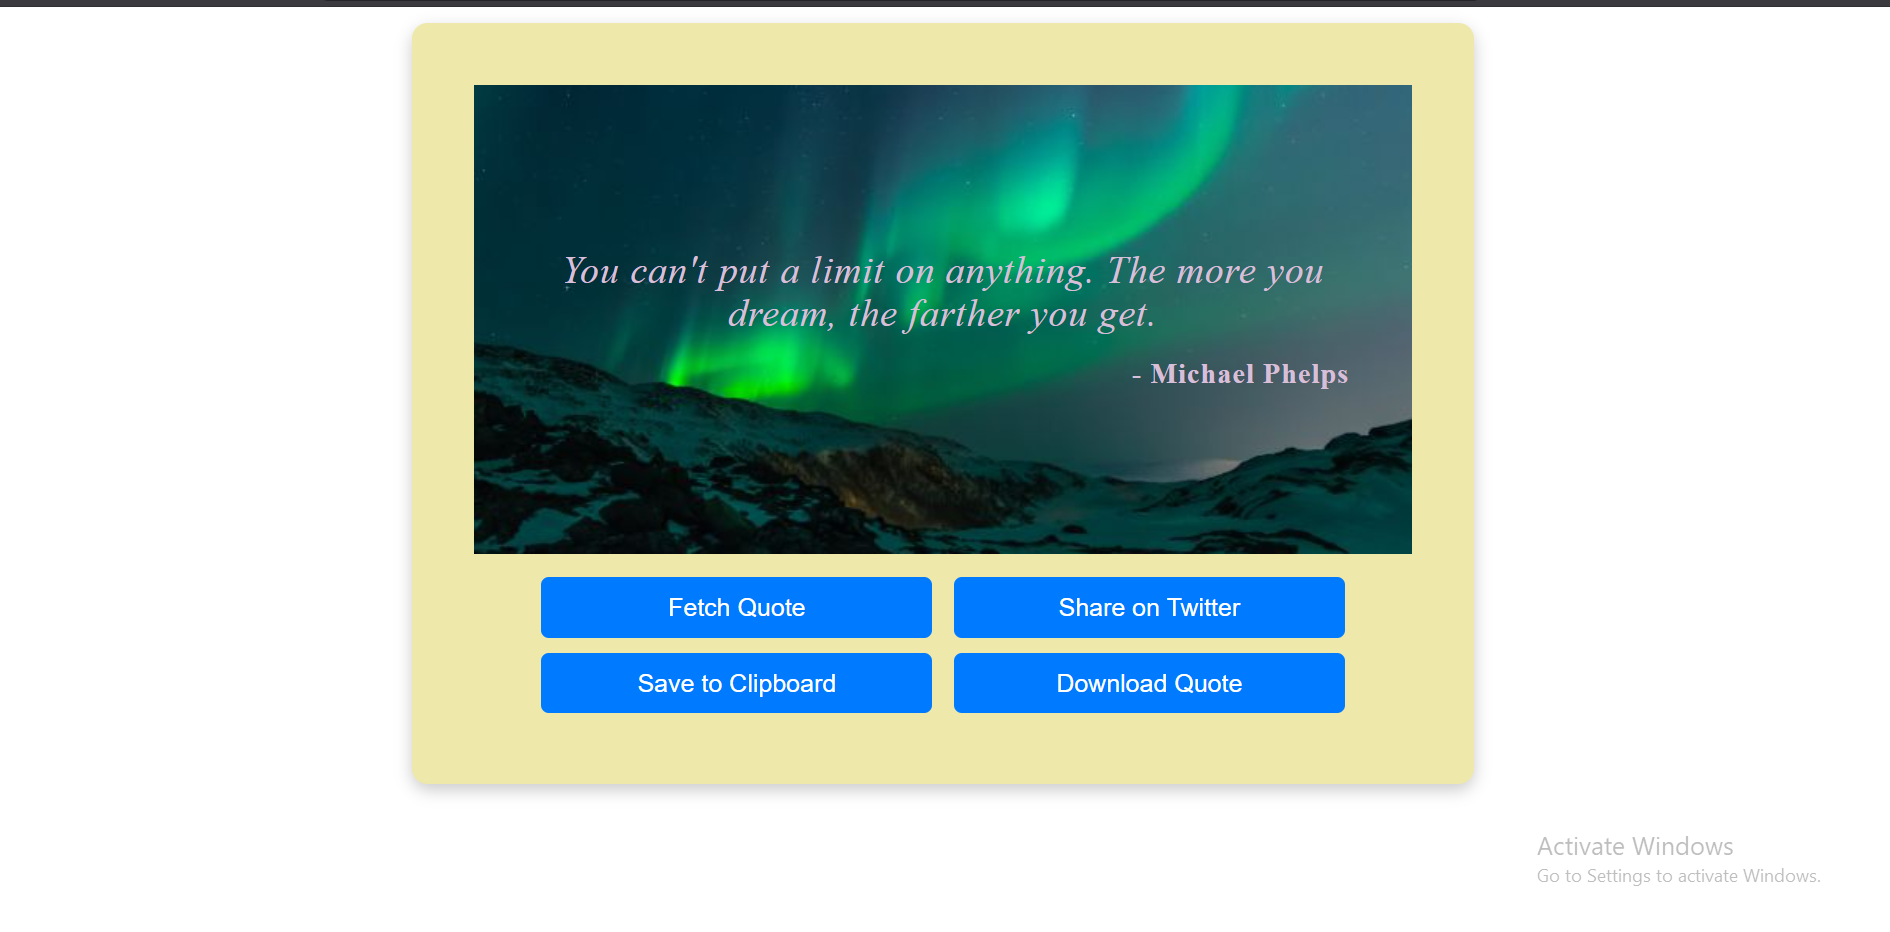 You can't put a limit on anything. The more you
dream, the farther you get.
- Michael Phelps
Fetch Quote
Share on Twitter
Save to Clipboard
Download Quote
Activate Windows
Go to Settings to activate Windows.